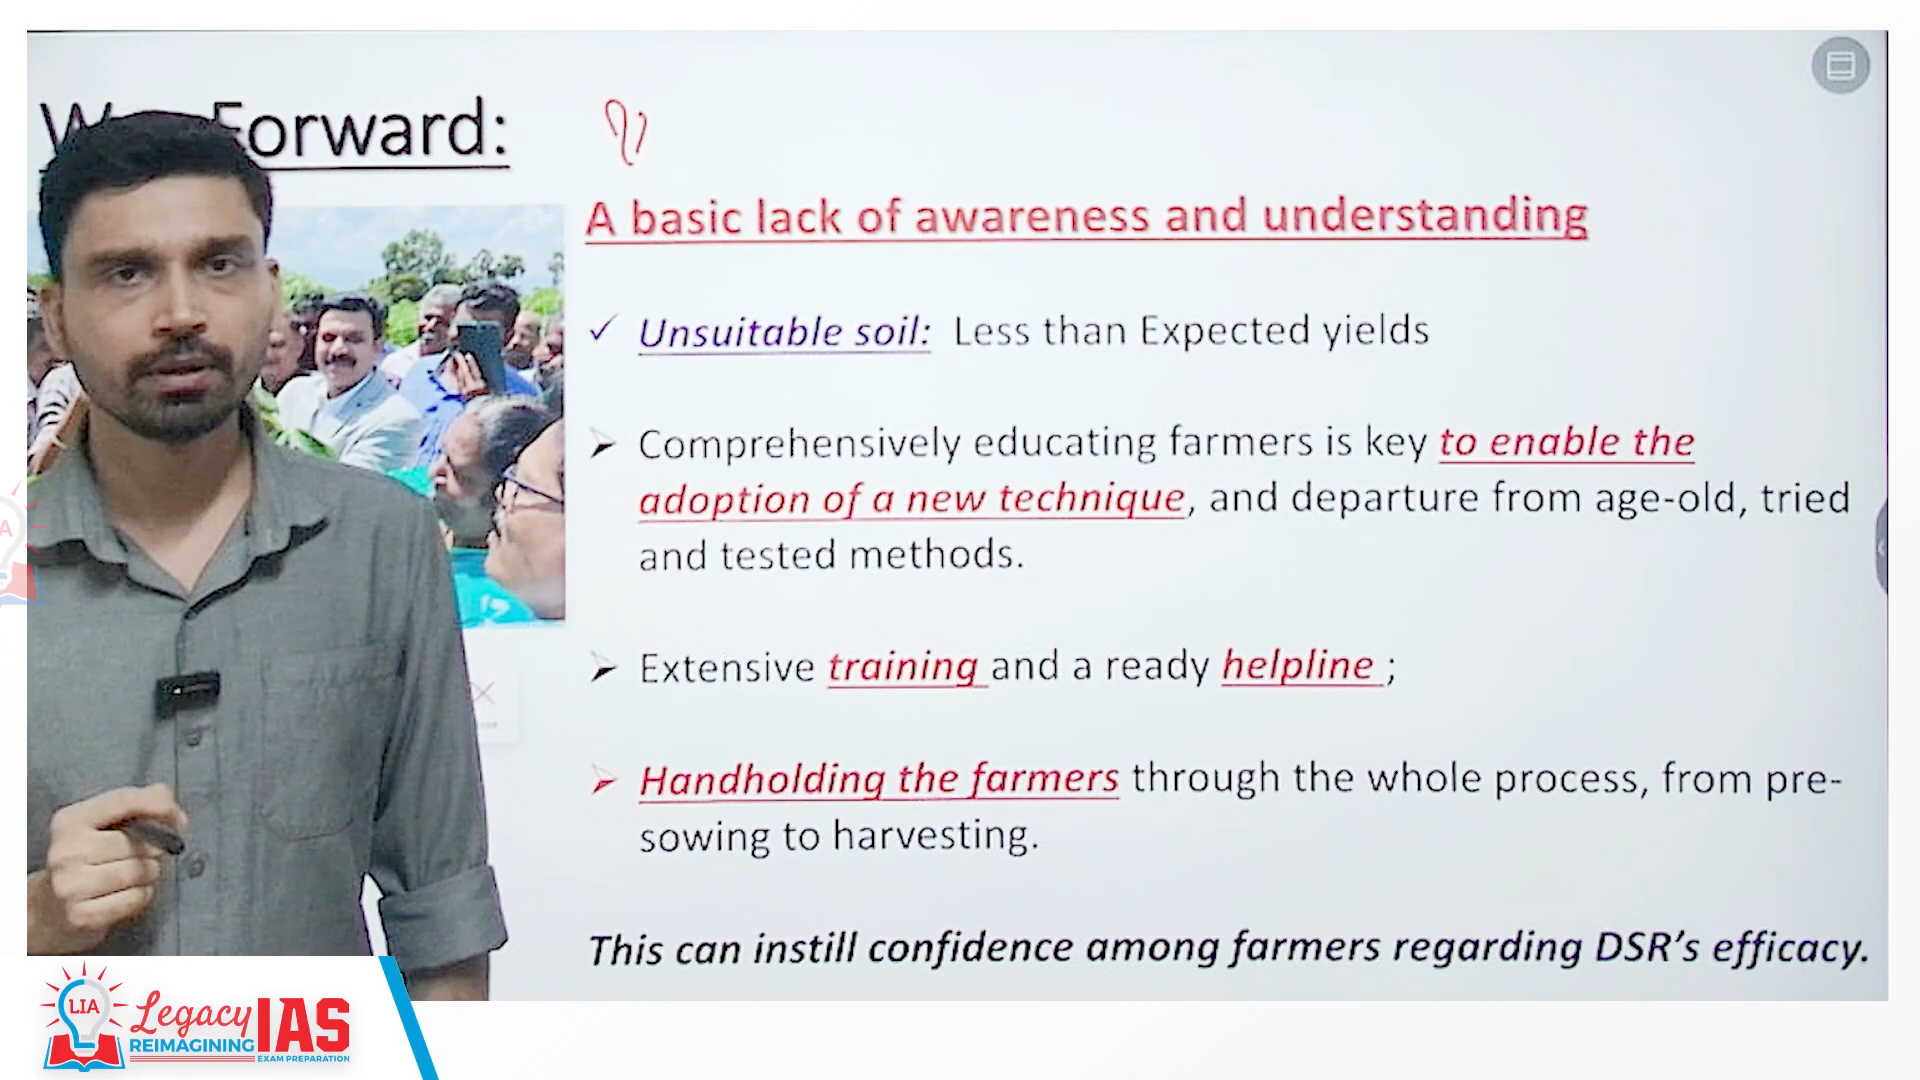 Forward:
A basic lack of awareness and understanding
✓ Unsuitable soil: Less than Expected yields
➢ Comprehensively educating farmers is key to enable the
adoption of a new technique, and departure from age-old, tried
and tested methods.
➢ Extensive training and a ready helpline ;
➢ Handholding the farmers through the whole process, from pre-
sowing to harvesting.
This can instill confidence among farmers regarding DSR's efficacy.
LIA
Legacy IAS
REIMAGINING
EXAM PREPARATION